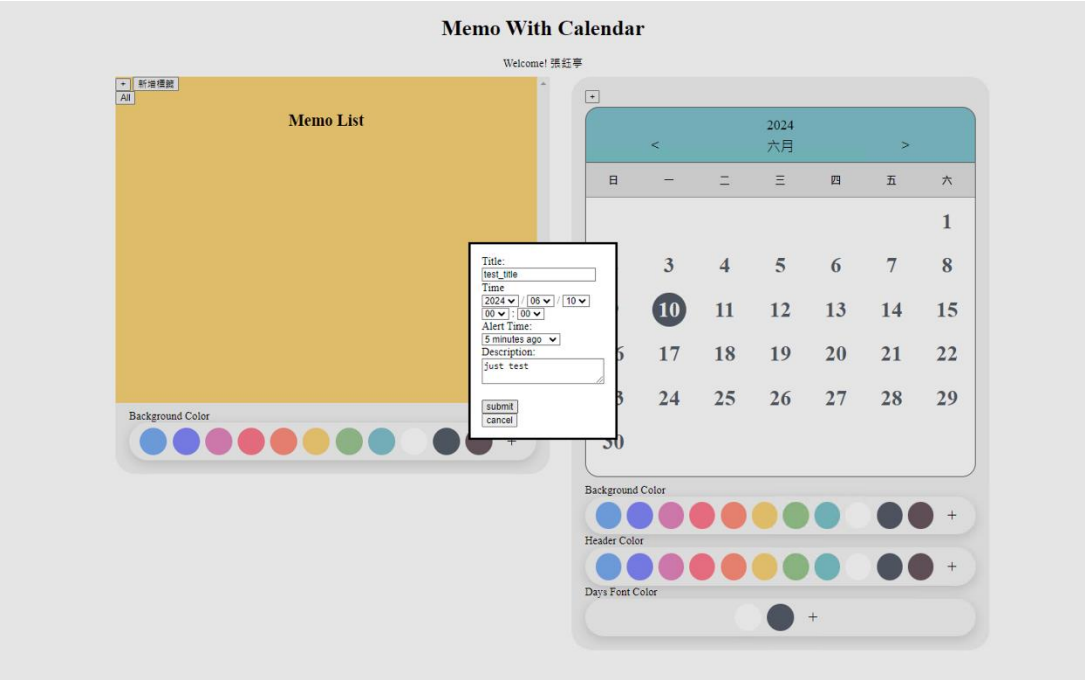 Memo With Calendar
Welcome! 張鈺亭
+ 新增標籤
All
Memo List
Background Color
+
+
2024
< 六月 >
日 一 二 三 四 五 六
1
3 4 5 6 7 8
10 11 12 13 14 15
17 18 19 20 21 22
24 25 26 27 28 29
30
Background Color
+
Header Color
+
Days Font Color
+
Title:
test_title
Time
2024 / 06 / 10
00 : 00
Alert Time:
5 minutes ago
Description:
just test
submit
cancel